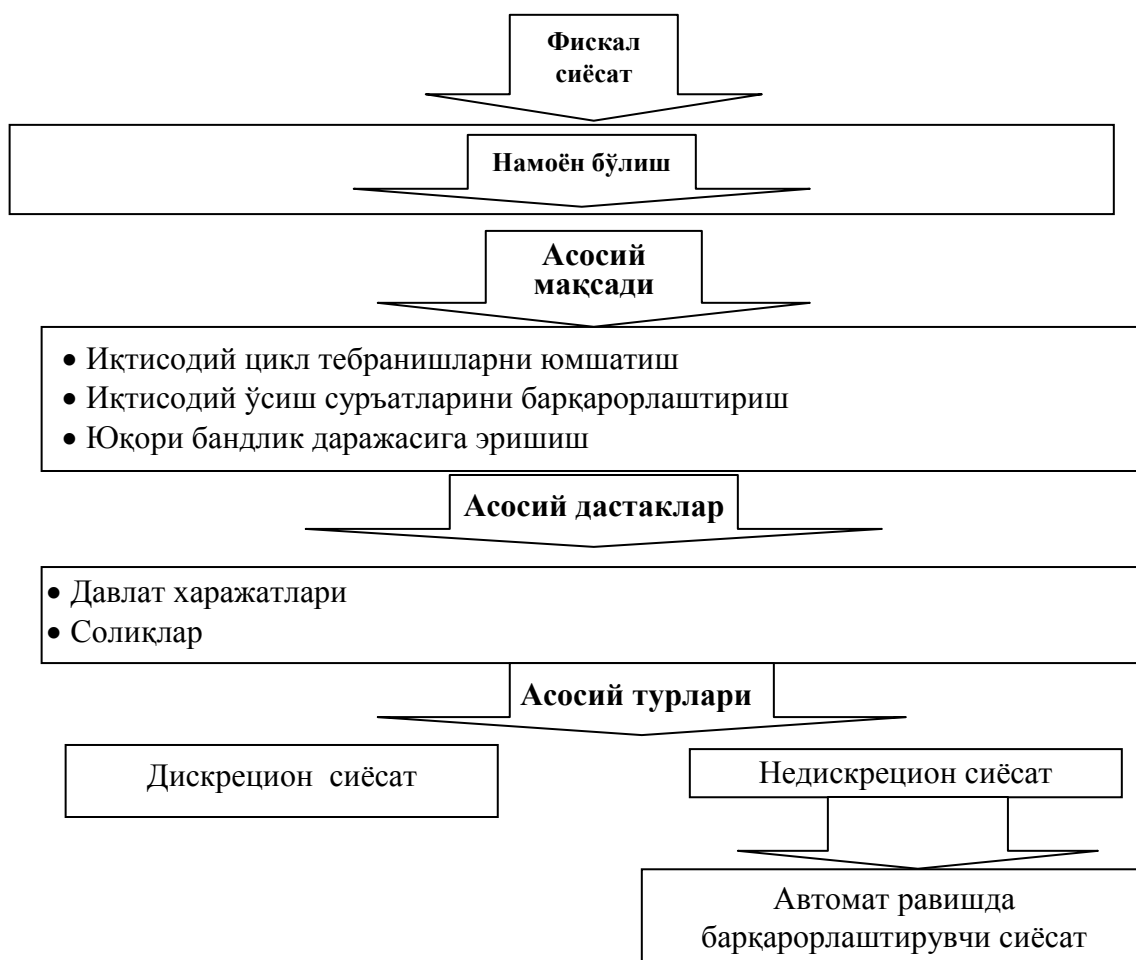 Фискал
сиёсат
Намоён бўлиш
Асосий
мақсади
• Иқтисодий цикл тебранишларни юмшатиш
• Иқтисодий ўсиш суръатларини барқарорлаштириш
• Юқори бандлик даражасига эришиш
Асосий дастаклар
• Давлат харажатлари
• Солиқлар
Асосий турлари
Дискрецион сиёсат
Недискрецион сиёсат
Автомат равишда
барқарорлаштирувчи сиёсат